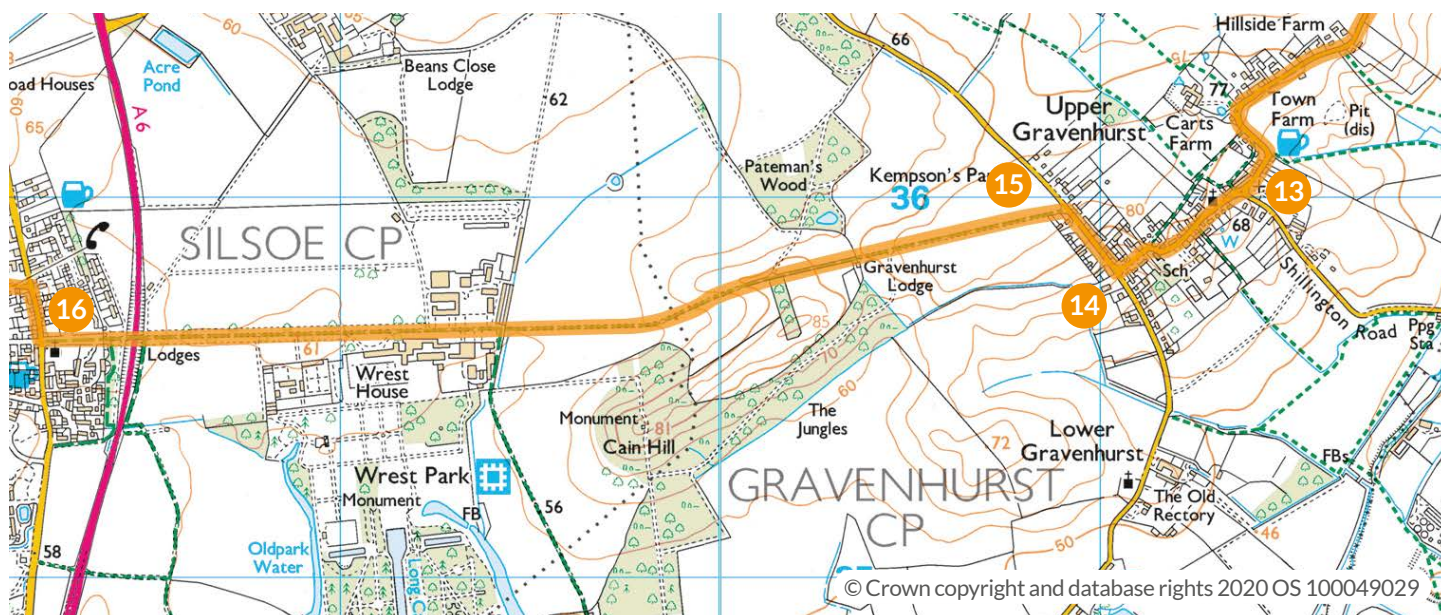 Hillside Farm
60
65
66
75
P
A
77
Acre
Pond
Beans Close
Lodge
oad Houses
62
Upper
Gravenhurst
Carts
Farm
Town
Farm
Pit
(dis)
A6
60
65
Pateman's
Wood
Kempson's Pa
15
36
13
80
68
W
SILSOE CP
Sch
Gravenhurst
Lodge
14
Shillington Road
Ppg
Sta
16
Lodges
61
Wrest
House
85
70
60
Monument
81
Cain Hill
The
Jungles
72
Lower
Gravenhurst
FBs
Wrest Park
Monument
GRAVENHURST
CP
The Old
Rectory
FB
56
58
Oldpark
Water
Long C
50
46
© Crown copyright and database rights 2020 OS 100049029